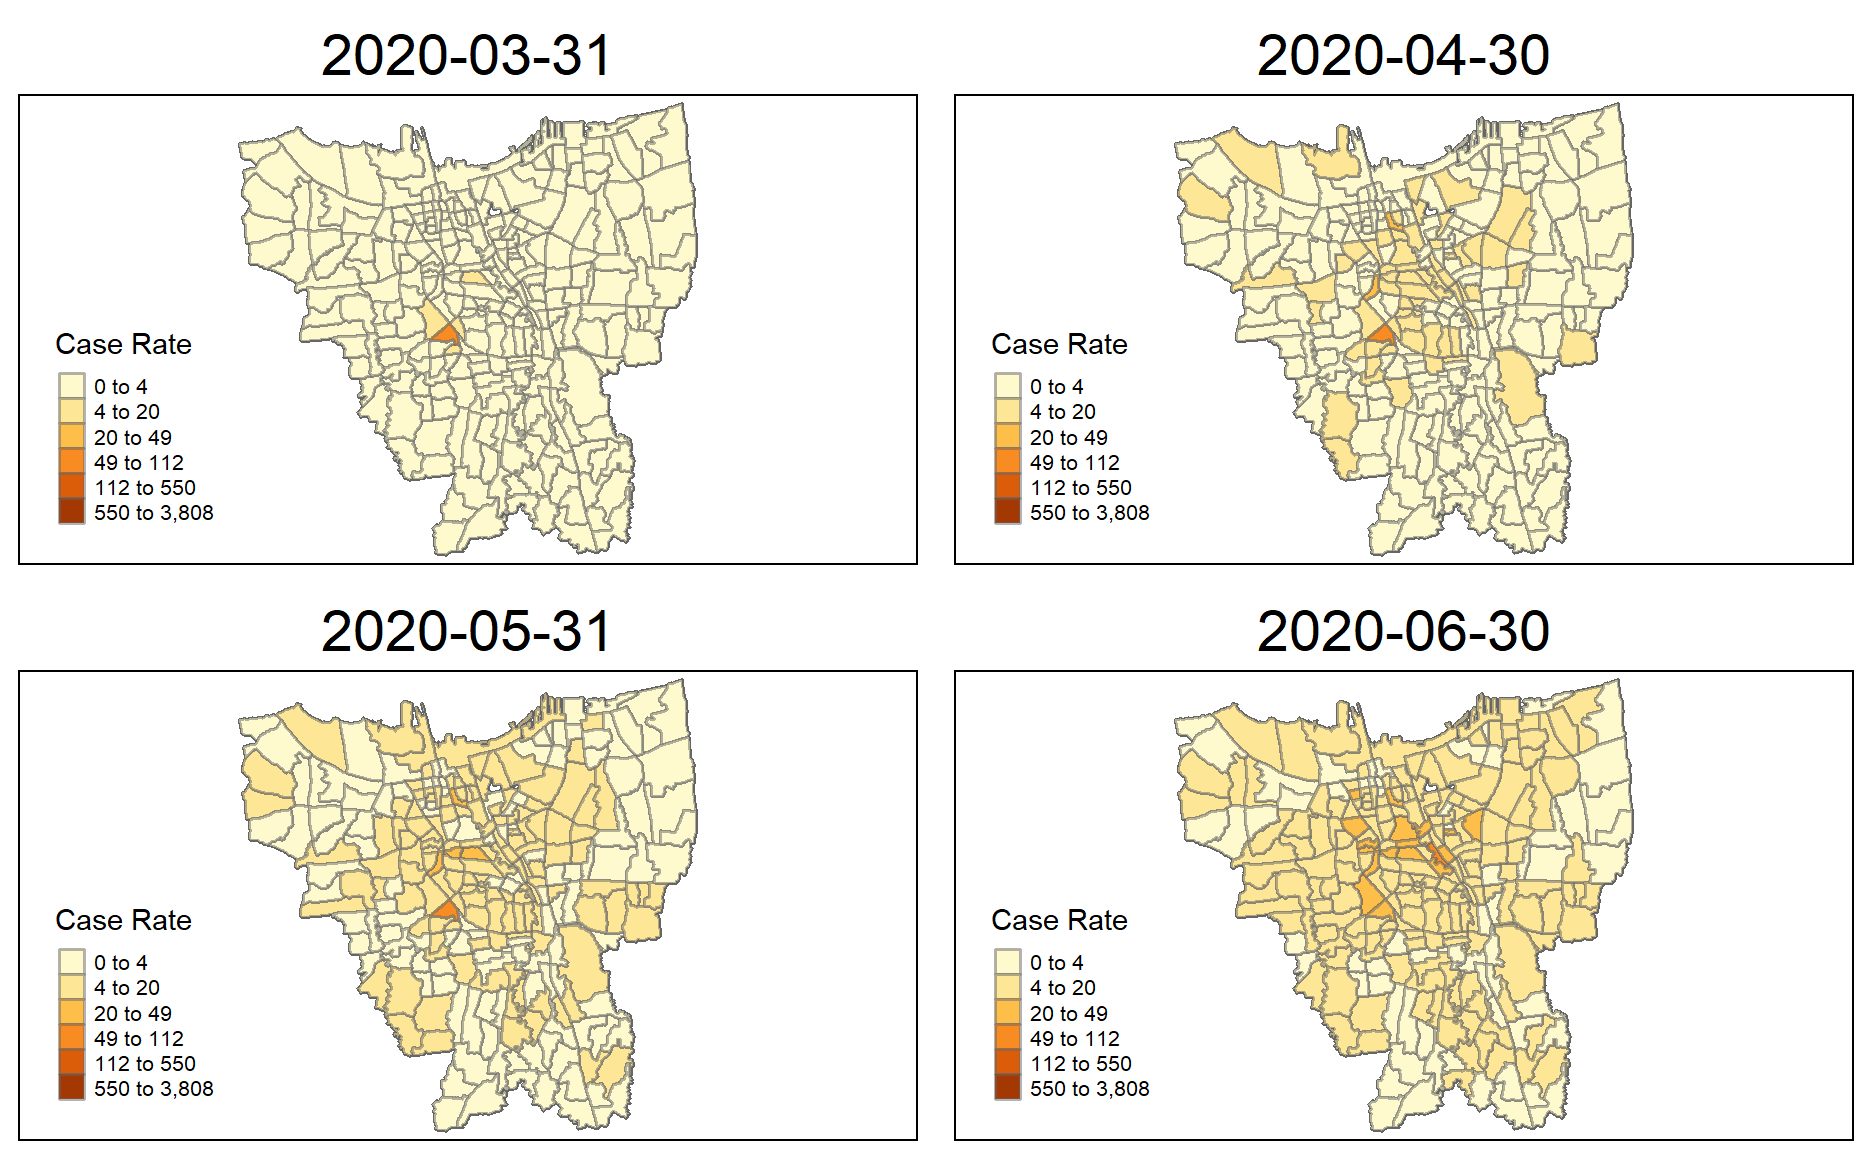 2020-03-31
Case Rate
0 to 4
4 to 20
20 to 49
49 to 112
112 to 550
550 to 3,808
2020-04-30
Case Rate
0 to 4
4 to 20
20 to 49
49 to 112
112 to 550
550 to 3,808
2020-05-31
Case Rate
0 to 4
4 to 20
20 to 49
49 to 112
112 to 550
550 to 3,808
2020-06-30
Case Rate
0 to 4
4 to 20
20 to 49
49 to 112
112 to 550
550 to 3,808